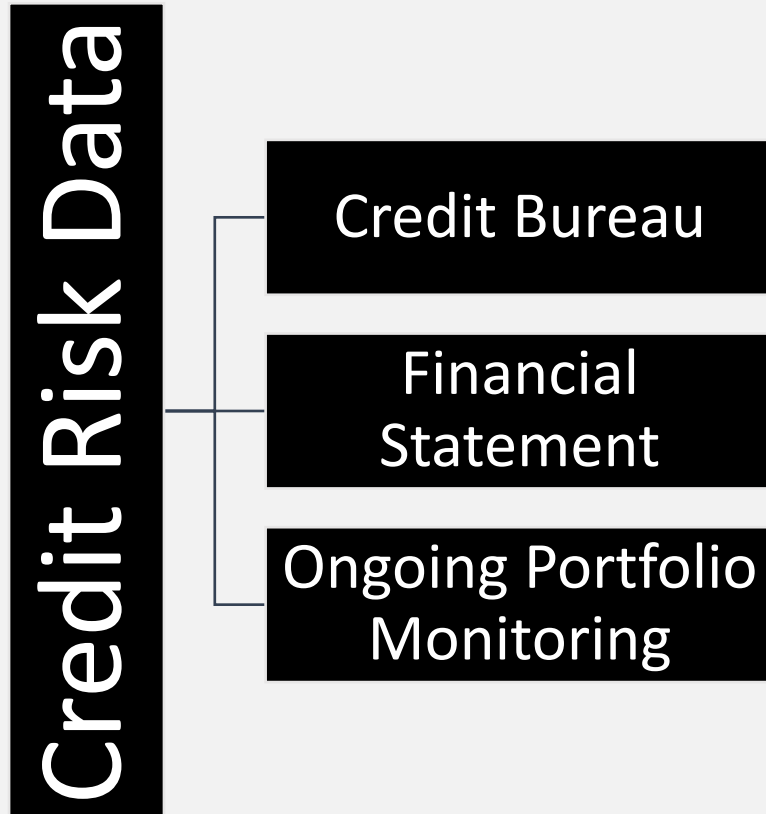 Credit Risk Data
Credit Bureau
Financial
Statement
Ongoing Portfolio
Monitoring